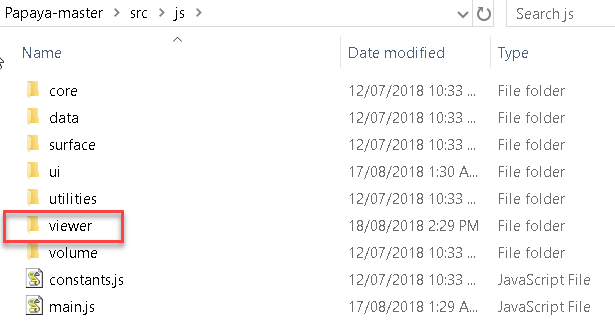 Papaya-master > src > js > Search js
Name Date modified Type
core 12/07/2018 10:33 ... File folder
data 12/07/2018 10:33 ... File folder
surface 12/07/2018 10:33 ... File folder
ui 17/08/2018 1:30 A... File folder
utilities 12/07/2018 10:33 ... File folder
viewer 18/08/2018 2:29 PM File folder
volume 12/07/2018 10:33 ... File folder
constants.js 12/07/2018 10:33 ... JavaScript File
main.js 17/08/2018 1:29 A... JavaScript File